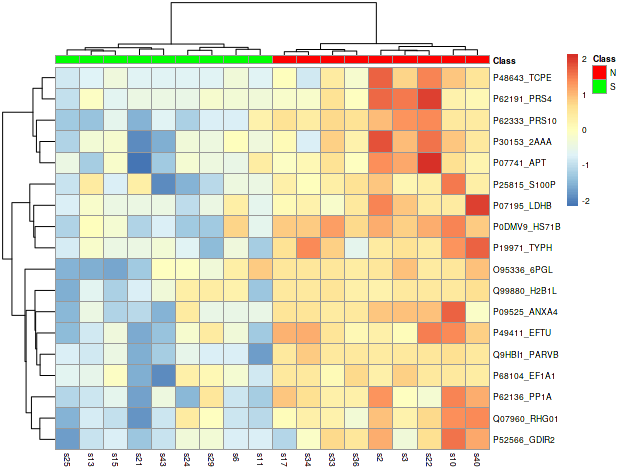 Class
P48643_TCPE
P62191_PRS4
P62333_PRS10
P30153_2AAA
P07741_APT
P25815_S100P
P07195_LDHB
P0DMV9_HS71B
P19971_TYPH
O95336_6PGL
Q99880_H2B1L
P09525_ANXA4
P49411_EFTU
Q9HBI1_PARVB
P68104_EF1A1
P62136_PP1A
Q07960_RHG01
P52566_GDIR2
s25 s13 s15 s21 s43 s24 s29 s6 s11 s17 s34 s33 s36 s2 s3 s22 s10 s40
2
1
0
-1
-2
Class
N
S